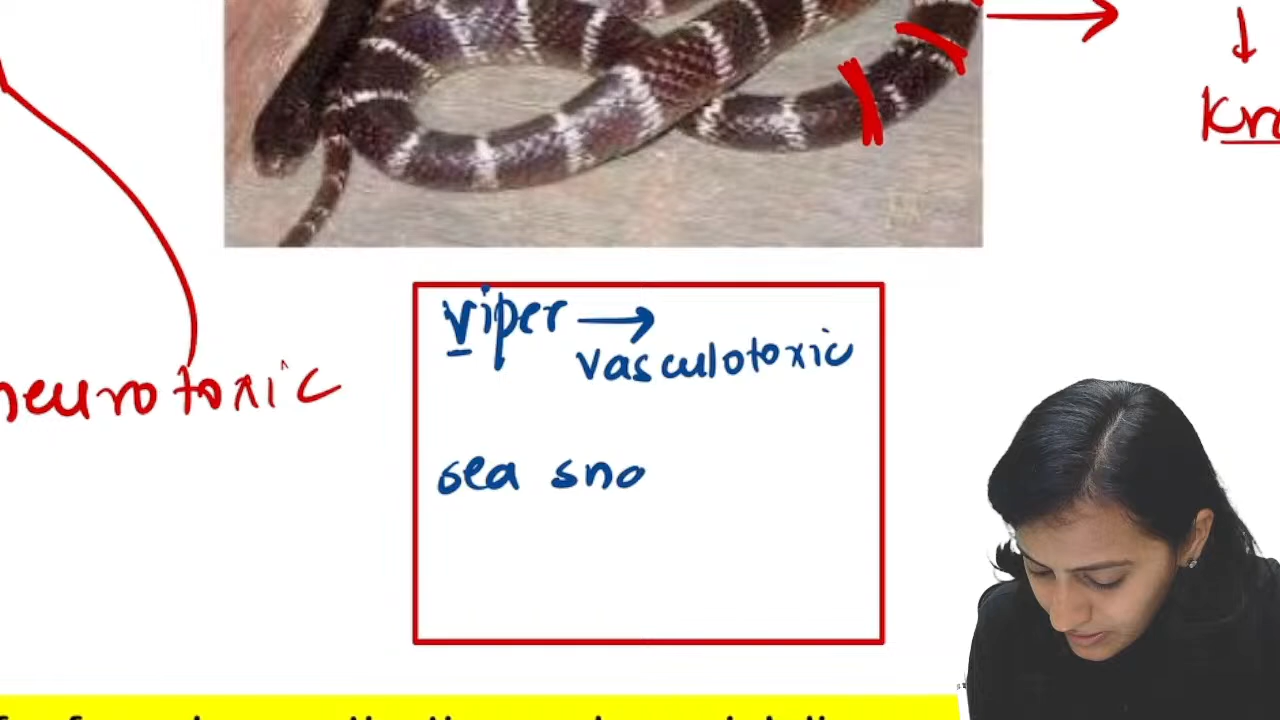 Kr
viper →
vasculotoxic
neurotoxic
sea sno